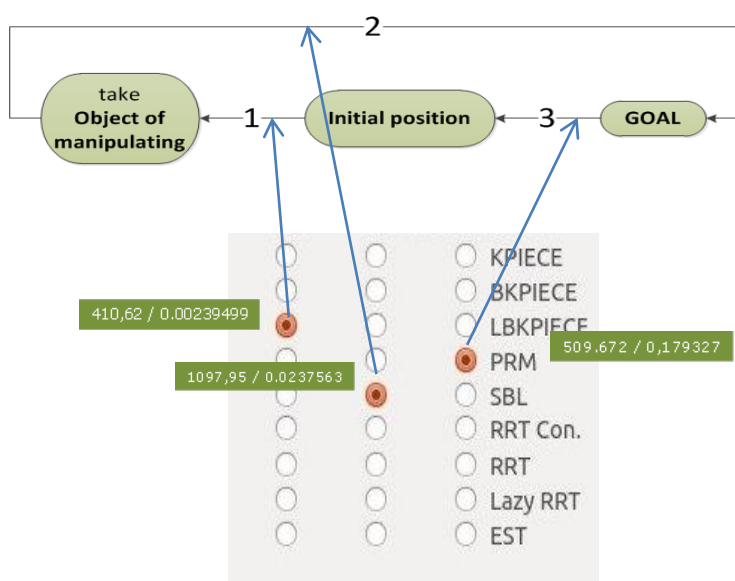 2
take
Object of
manipulating
1
Initial position
3
GOAL
KPIECE
BKPIECE
410,62 / 0.00239499
LBKPIECE
509.672 / 0,179327
PRM
1097,95 / 0.0237563
SBL
RRT Con.
RRT
Lazy RRT
EST